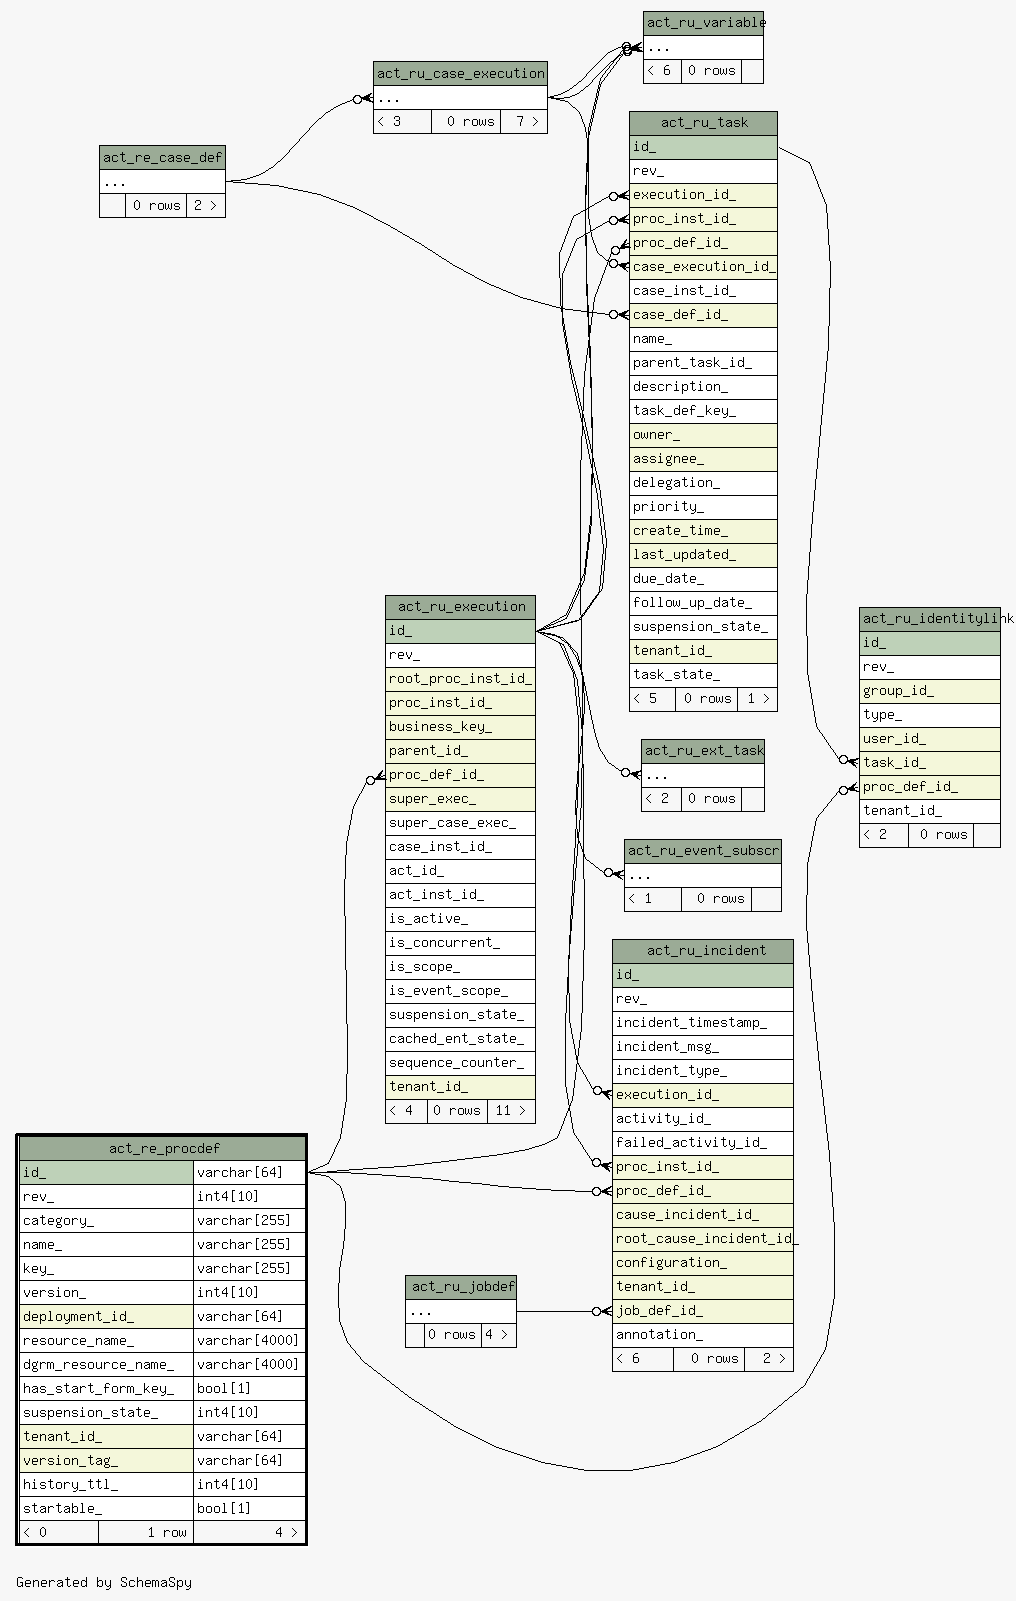 act_ru_variable
...
< 6 0 rows
act_ru_case_execution
...
< 3 0 rows 7 >
act_re_case_def
...
0 rows 2 >
act_ru_task
id_
rev_
execution_id_
proc_inst_id_
proc_def_id_
case_execution_id_
case_inst_id_
case_def_id_
name_
parent_task_id_
description_
task_def_key_
owner_
assignee_
delegation_
priority_
create_time_
last_updated_
due_date_
follow_up_date_
suspension_state_
tenant_id_
task_state_
< 5 0 rows 1 >
act_ru_execution
id_
rev_
root_proc_inst_id_
proc_inst_id_
business_key_
parent_id_
proc_def_id_
super_exec_
super_case_exec_
case_inst_id_
act_id_
act_inst_id_
is_active_
is_concurrent_
is_scope_
is_event_scope_
suspension_state_
cached_ent_state_
sequence_counter_
tenant_id_
< 4 0 rows 11 >
act_ru_identitylink
id_
rev_
group_id_
type_
user_id_
task_id_
proc_def_id_
tenant_id_
< 2 0 rows
act_ru_ext_task
...
< 2 0 rows
act_ru_event_subscr
...
< 1 0 rows
act_ru_incident
id_
rev_
incident_timestamp_
incident_msg_
incident_type_
execution_id_
activity_id_
failed_activity_id_
proc_inst_id_
proc_def_id_
cause_incident_id_
root_cause_incident_id_
configuration_
tenant_id_
job_def_id_
annotation_
< 6 0 rows 2 >
act_ru_jobdef
...
0 rows 4 >
act_re_procdef
id_ varchar[64]
rev_ int4[10]
category_ varchar[255]
name_ varchar[255]
key_ varchar[255]
version_ int4[10]
deployment_id_ varchar[64]
resource_name_ varchar[4000]
dgrm_resource_name_ varchar[4000]
has_start_form_key_ bool[1]
suspension_state_ int4[10]
tenant_id_ varchar[64]
version_tag_ varchar[64]
history_ttl_ int4[10]
startable_ bool[1]
< 0 1 row 4 >
Generated by SchemaSpy